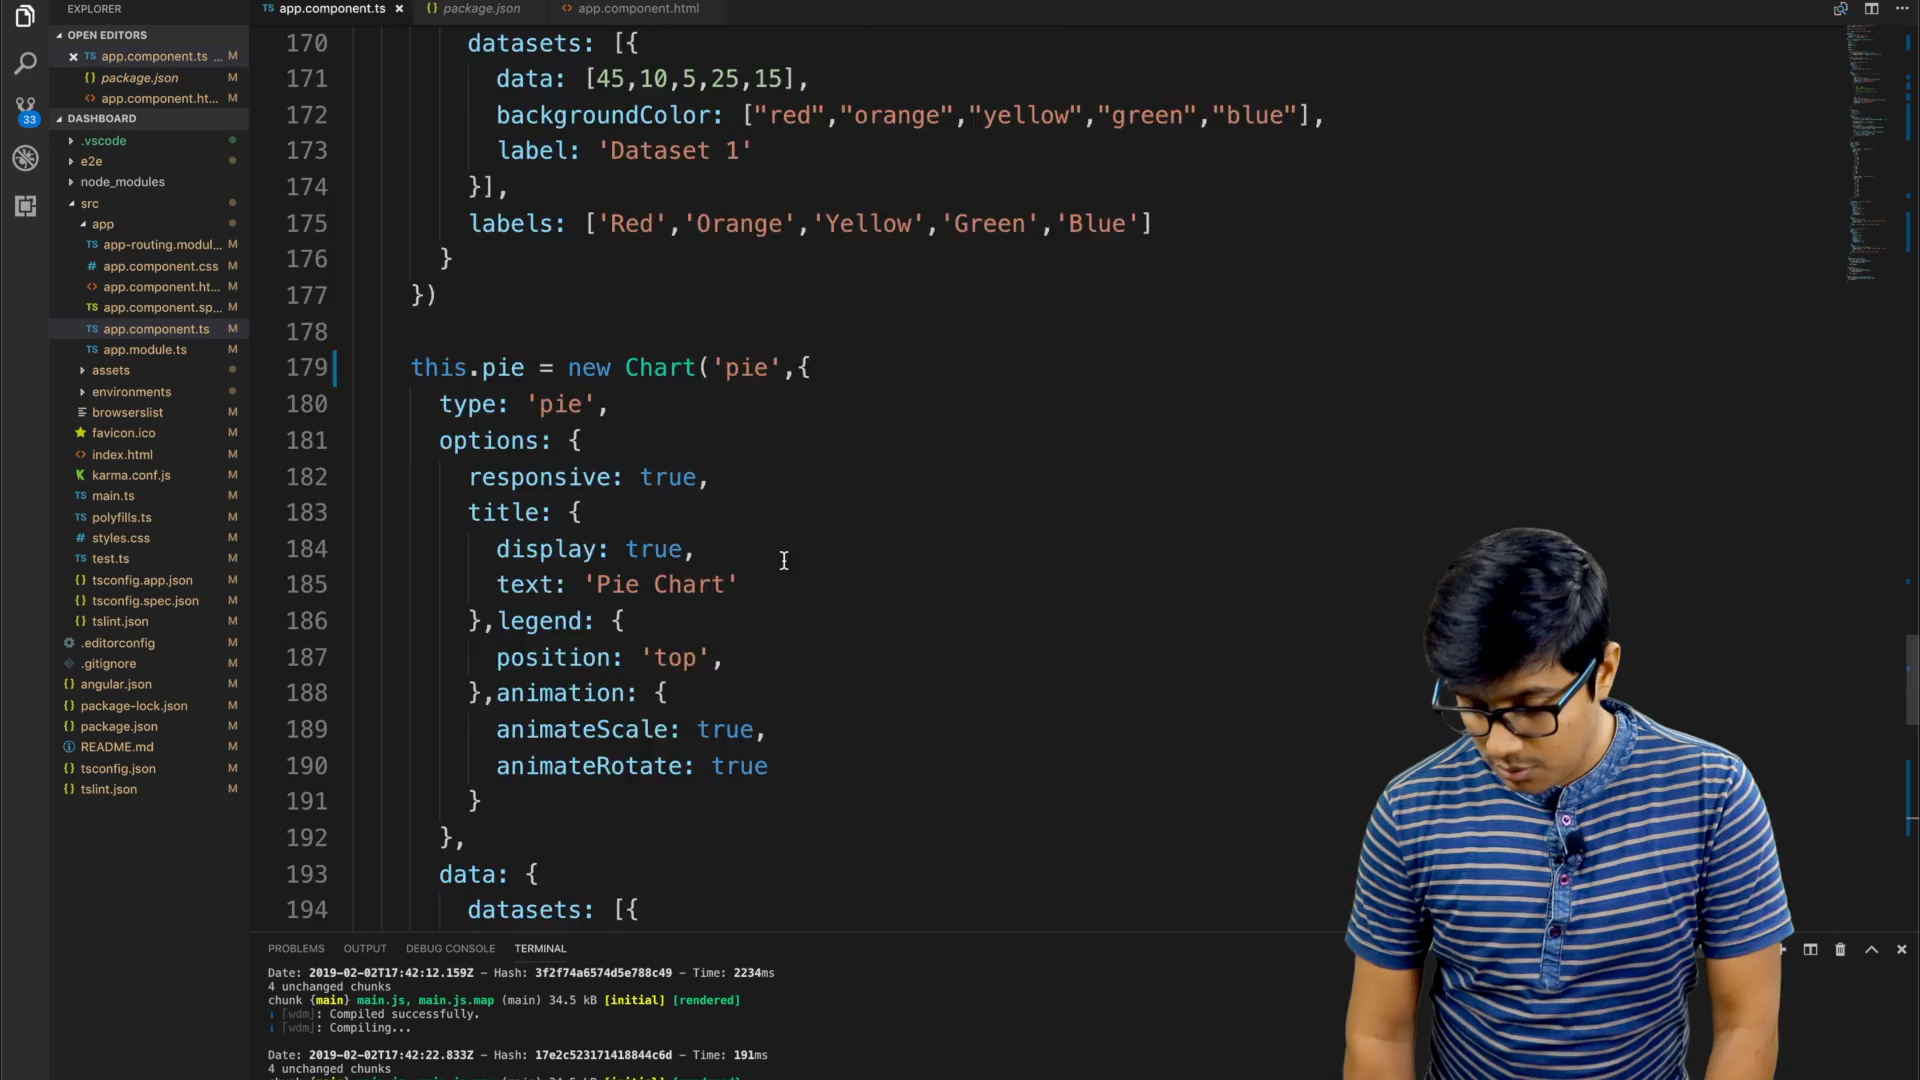 EXPLORER
OPEN EDITORS
TS app.component.ts ... M
{} package.json M
<> app.component.ht... M
33
DASHBOARD
.vscode
e2e
node_modules
src
app
TS app-routing.modul... M
# app.component.css M
<> app.component.ht... M
TS app.component.sp... M
TS app.component.ts M
TS app.module.ts M
assets
environments
browserslist M
favicon.ico M
<> index.html M
karma.conf.js M
TS main.ts M
TS polyfills.ts M
# styles.css M
TS test.ts M
{} tsconfig.app.json M
{} tsconfig.spec.json M
{} tslint.json M
.editorconfig M
.gitignore M
{} angular.json M
{} package-lock.json M
{} package.json M
README.md M
{} tsconfig.json M
{} tslint.json M
TS app.component.ts × {} package.json <> app.component.html
170 datasets: [{
171 data: [45,10,5,25,15],
172 backgroundColor: ["red","orange","yellow","green","blue"],
173 label: 'Dataset 1'
174 }],
175 labels: ['Red','Orange','Yellow','Green','Blue']
176 }
177 })
178
179 this.pie = new Chart('pie',{
180 type: 'pie',
181 options: {
182 responsive: true,
183 title: {
184 display: true,
185 text: 'Pie Chart'
186 },legend: {
187 position: 'top',
188 },animation: {
189 animateScale: true,
190 animateRotate: true
191 }
192 },
193 data: {
194 datasets: [{
PROBLEMS OUTPUT DEBUG CONSOLE TERMINAL
Date: 2019-02-02T17:42:12.159Z - Hash: 3f2f74a6574d5e788c49 - Time: 2234ms
4 unchanged chunks
chunk {main} main.js, main.js.map (main) 34.5 kB [initial] [rendered]
i ｢wdm｣: Compiled successfully.
i ｢wdm｣: Compiling...
Date: 2019-02-02T17:42:22.833Z - Hash: 17e2c523171418844c6d - Time: 191ms
4 unchanged chunks